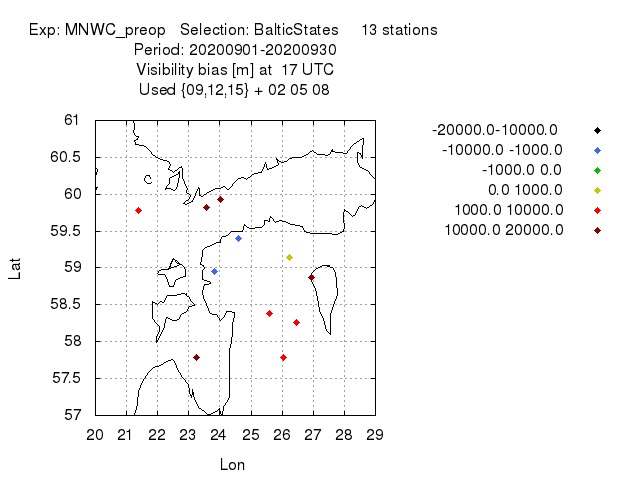 Exp: MNWC_preop   Selection: BalticStates     13 stations
Period: 20200901-20200930
Visibility bias [m] at  17 UTC
Used {09,12,15} + 02 05 08
-20000.0-10000.0
-10000.0 -1000.0
-1000.0 0.0
0.0 1000.0
1000.0 10000.0
10000.0 20000.0
61
60.5
60
59.5
59
58.5
58
57.5
57
Lat
20 21 22 23 24 25 26 27 28 29
Lon